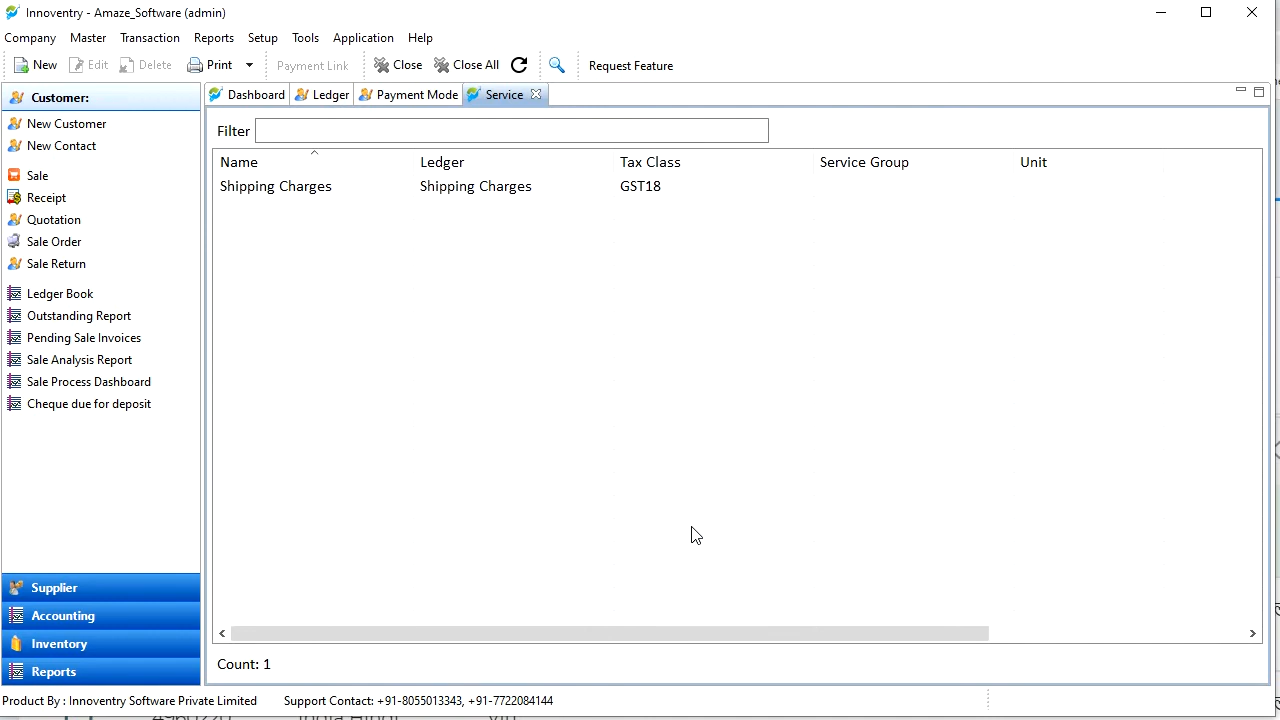 Innoventry - Amaze_Software (admin)
Company Master Transaction Reports Setup Tools Application Help
New Edit Delete Print Payment Link Close Close All Request Feature
Customer:
New Customer
New Contact
Sale
Receipt
Quotation
Sale Order
Sale Return
Ledger Book
Outstanding Report
Pending Sale Invoices
Sale Analysis Report
Sale Process Dashboard
Cheque due for deposit
Supplier
Accounting
Inventory
Reports
Dashboard Ledger Payment Mode Service
Filter
Name Ledger Tax Class Service Group Unit
Shipping Charges Shipping Charges GST18
Count: 1
Product By : Innoventry Software Private Limited Support Contact: +91-8055013343, +91-7722084144